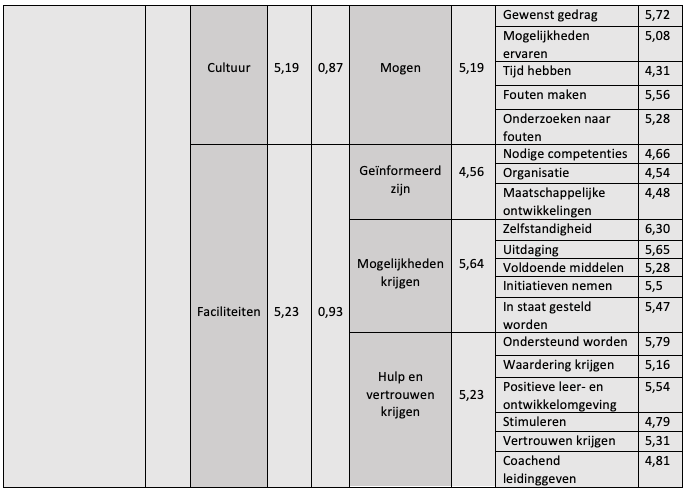 Cultuur 5,19 0,87 Mogen 5,19 Gewenst gedrag 5,72
Mogelijkheden 5,08
ervaren
Tijd hebben 4,31
Fouten maken 5,56
Onderzoeken naar 5,28
fouten
Faciliteiten 5,23 0,93
Geïnformeerd 4,56
zijn
Nodige competenties 4,66
Organisatie 4,54
Maatschappelijke 4,48
ontwikkelingen
Mogelijkheden 5,64
krijgen
Zelfstandigheid 6,30
Uitdaging 5,65
Voldoende middelen 5,28
Initiatieven nemen 5,5
In staat gesteld 5,47
worden
Hulp en
vertrouwen 5,23
krijgen
Ondersteund worden 5,79
Waardering krijgen 5,16
Positieve leer- en 5,54
ontwikkelomgeving
Stimuleren 4,79
Vertrouwen krijgen 5,31
Coachend 4,81
leidinggeven